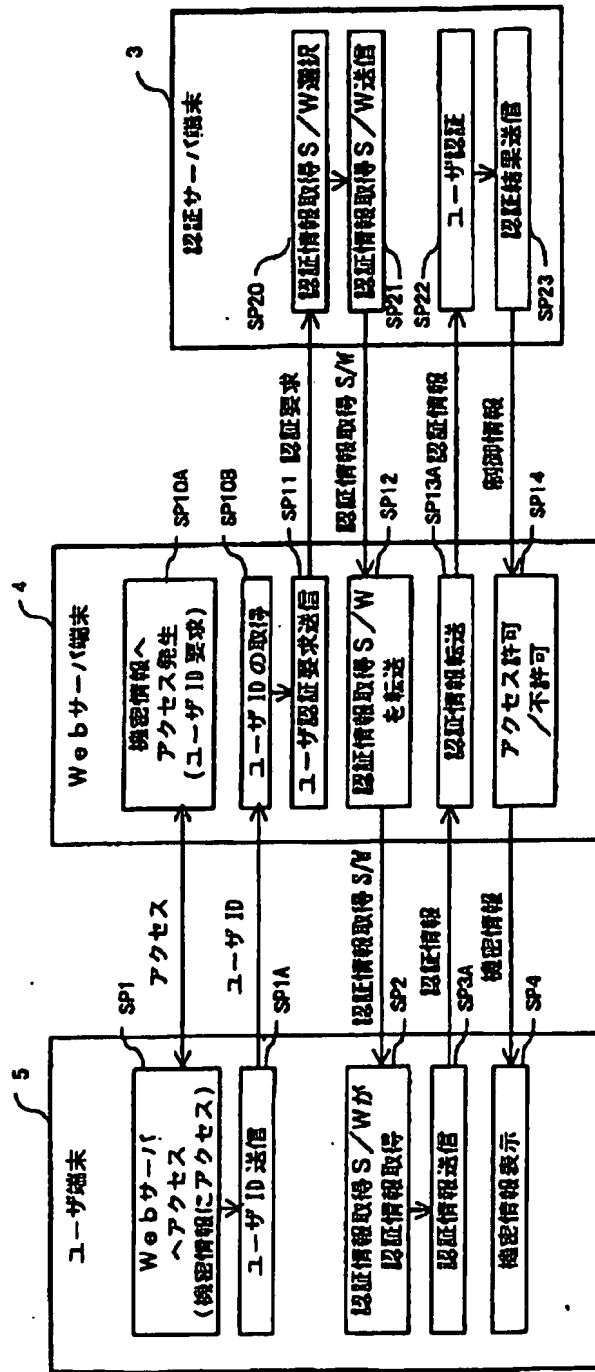 5
ユーザ端末
SP1
Webサーバ
へアクセス
(機密情報にアクセス)
ユーザID送信
SP1A
認証情報取得S/Wが
認証情報取得
SP2
認証情報送信
SP3A
機密情報表示
SP4
アクセス
ユーザID
認証情報取得S/W
認証情報
機密情報
4
Webサーバ端末
機密情報へ
アクセス発生
(ユーザID要求)
SP10A
ユーザIDの取得
SP10B
ユーザ認証要求送信
SP11
認証情報取得S/W
を転送
SP12
認証情報転送
SP13A
アクセス許可
/不許可
SP14
認証要求
認証情報取得S/W
認証情報
制御情報
3
認証サーバ端末
SP20
認証情報取得S/W選択
認証情報取得S/W送信
SP21
SP22
ユーザ認証
認証結果送信
SP23